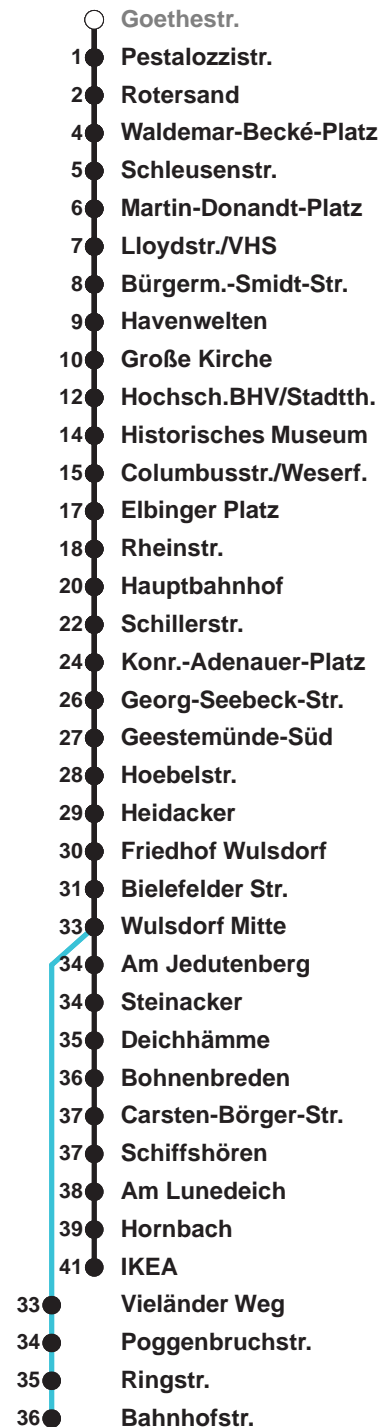 Goethestr.
1 Pestalozzistr.
2 Rotersand
4 Waldemar-Becké-Platz
5 Schleusenstr.
6 Martin-Donandt-Platz
7 Lloydstr./VHS
8 Bürgerm.-Smidt-Str.
9 Havenwelten
10 Große Kirche
12 Hochsch.BHV/Stadtth.
14 Historisches Museum
15 Columbusstr./Weserf.
17 Elbinger Platz
18 Rheinstr.
20 Hauptbahnhof
22 Schillerstr.
24 Konr.-Adenauer-Platz
26 Georg-Seebeck-Str.
27 Geestemünde-Süd
28 Hoebelstr.
29 Heidacker
30 Friedhof Wulsdorf
31 Bielefelder Str.
33 Wulsdorf Mitte
34 Am Jedutenberg
34 Steinacker
35 Deichhämme
36 Bohnenbreden
37 Carsten-Börger-Str.
37 Schiffshören
38 Am Lunedeich
39 Hornbach
41 IKEA
33 Vieländer Weg
34 Poggenbruchstr.
35 Ringstr.
36 Bahnhofstr.